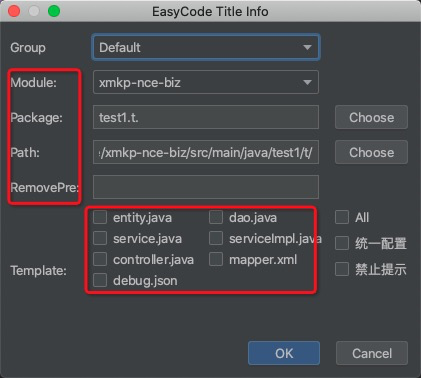 EasyCode Title Info
Group Default
Module: xmkp-nce-biz
Package: test1.t. Choose
Path: /xmkp-nce-biz/src/main/java/test1/t/ Choose
RemovePre:
entity.java dao.java All
service.java serviceImpl.java 统一配置
Template: controller.java mapper.xml 禁止提示
debug.json
OK Cancel